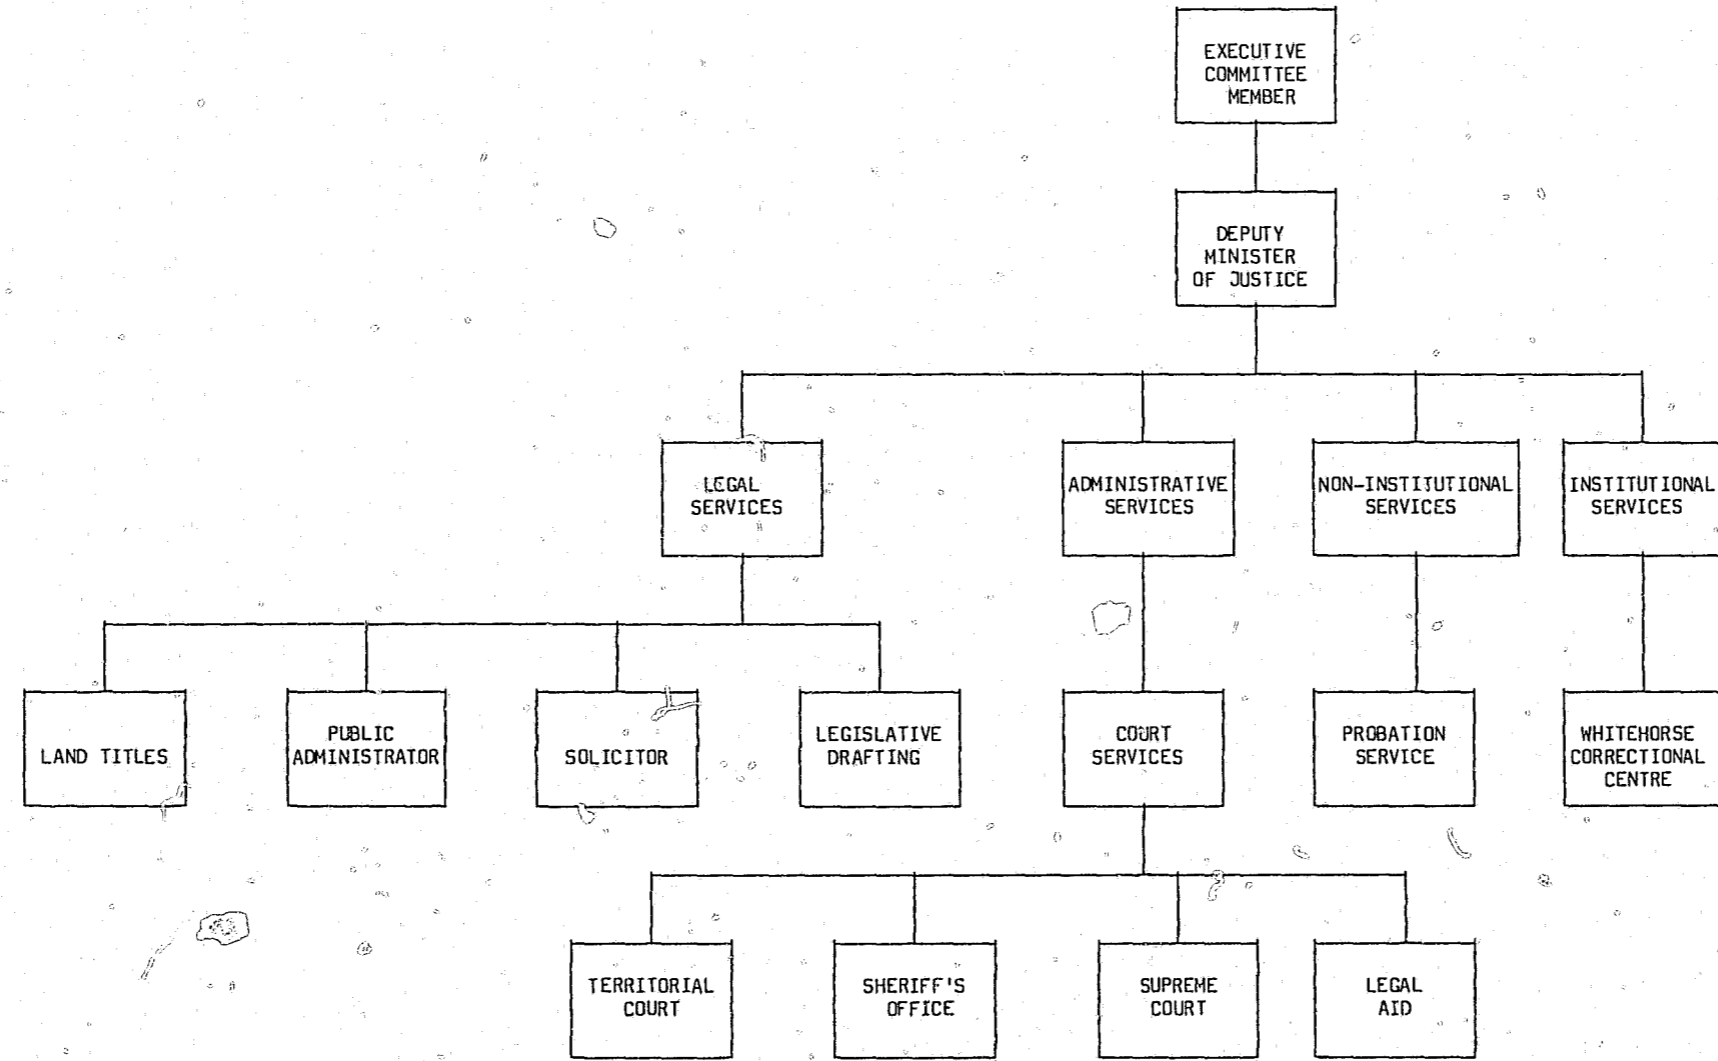 EXECUTIVE
COMMITTEE
MEMBER
DEPUTY
MINISTER
OF JUSTICE
LEGAL
SERVICES
ADMINISTRATIVE
SERVICES
NON-INSTITUTIONAL
SERVICES
INSTITUTIONAL
SERVICES
LAND TITLES
PUBLIC
ADMINISTRATOR
SOLICITOR
LEGISLATIVE
DRAFTING
COURT
SERVICES
PROBATION
SERVICE
WHITEHORSE
CORRECTIONAL
CENTRE
TERRITORIAL
COURT
SHERIFF'S
OFFICE
SUPREME
COURT
LEGAL
AID